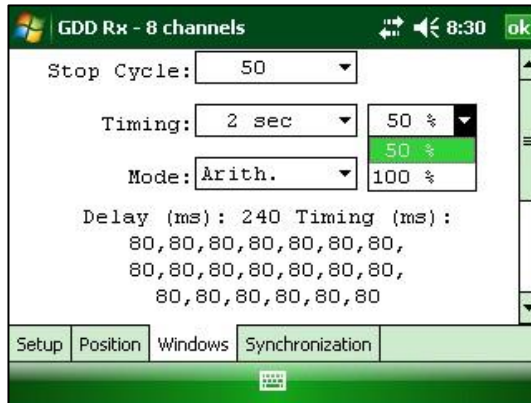 GDD Rx - 8 channels 8:30 ok
Stop Cycle: 50
Timing: 2 sec 50 %
50 %
Mode: Arith. 100 %
Delay (ms): 240 Timing (ms):
80,80,80,80,80,80,80,
80,80,80,80,80,80,80,
80,80,80,80,80,80
Setup Position Windows Synchronization